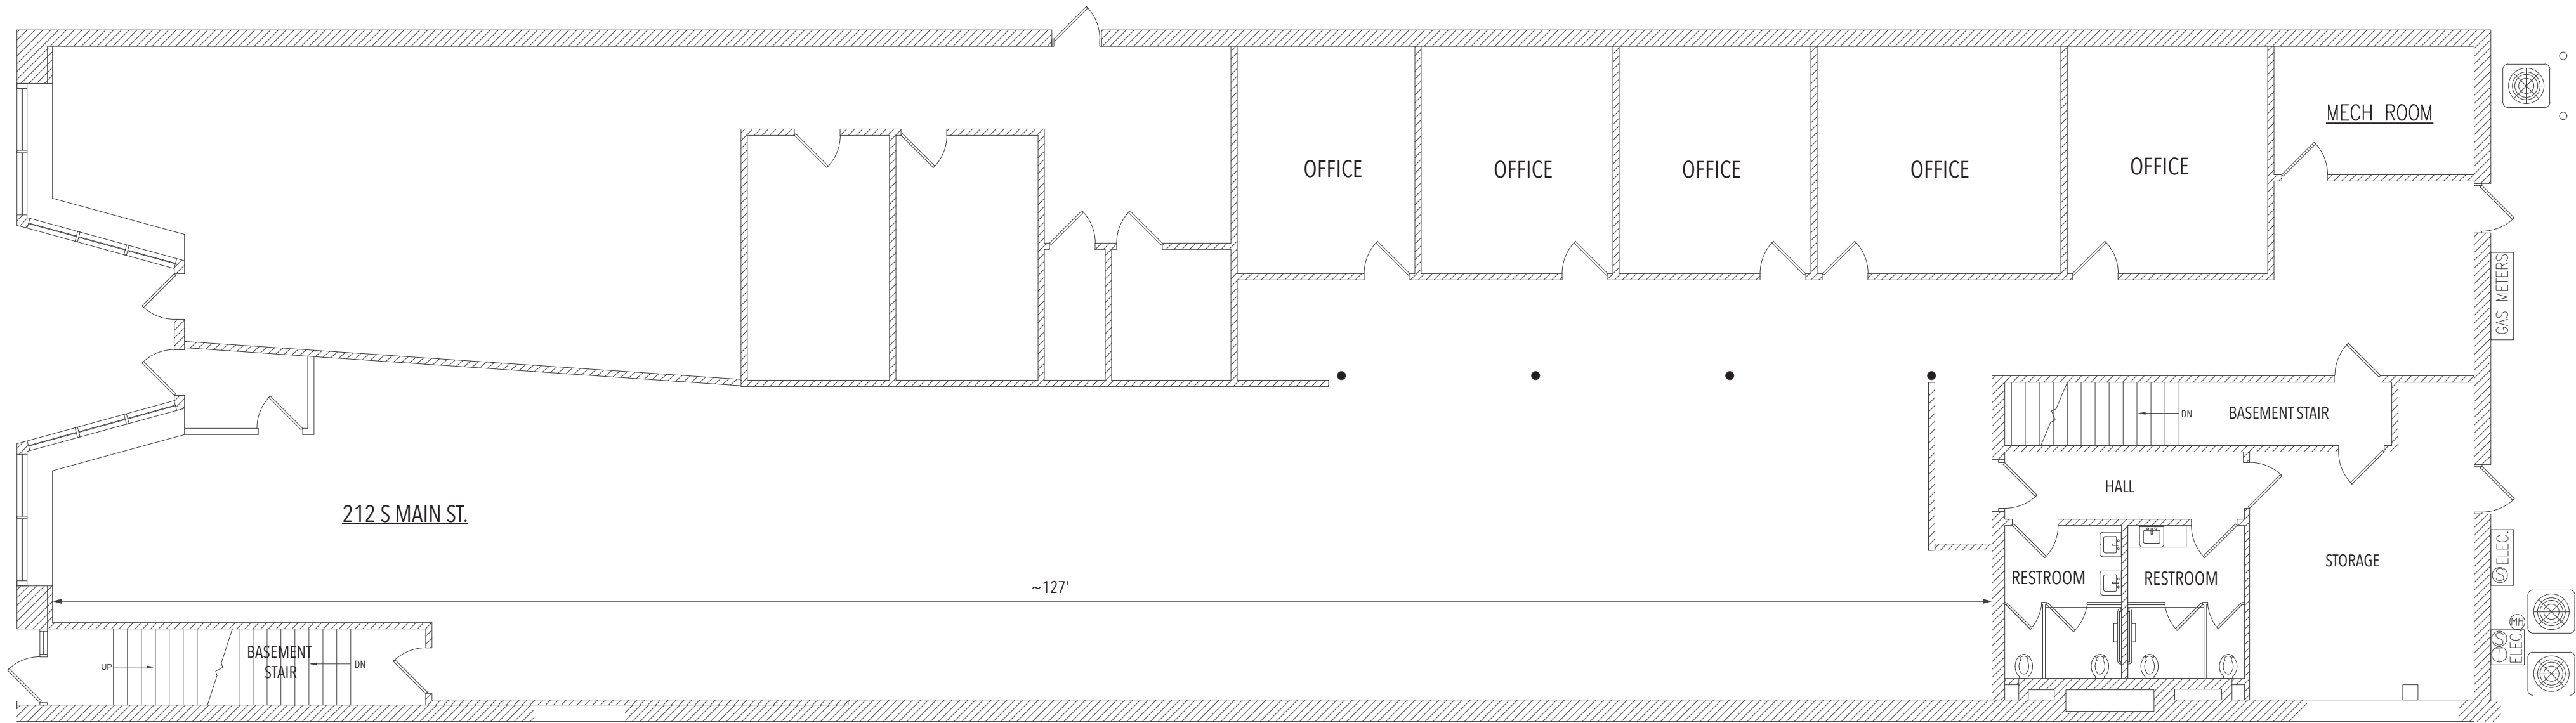 MECH ROOM
OFFICE
OFFICE
OFFICE
OFFICE
OFFICE
GAS METERS
DN
BASEMENT STAIR
HALL
212 S MAIN ST.
STORAGE
S ELEC.
RESTROOM
RESTROOM
~127'
MH
S
T
ELEC.
UP
BASEMENT
STAIR
DN